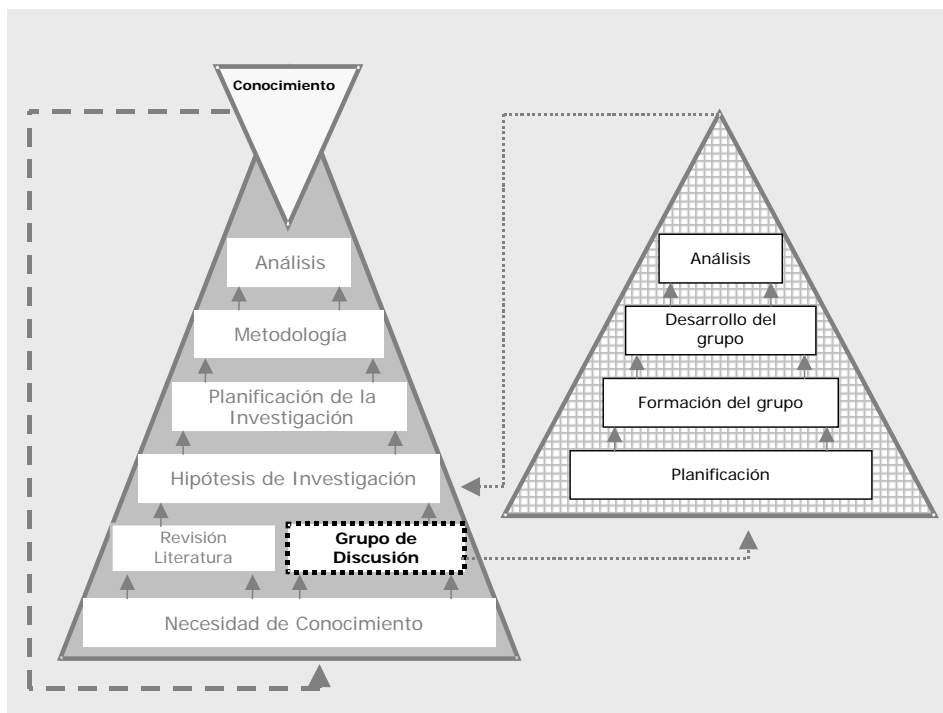 Conocimiento
Análisis
Metodología
Planificación de la
Investigación
Hipótesis de Investigación
Revisión
Literatura
Grupo de
Discusión
Necesidad de Conocimiento
Análisis
Desarrollo del
grupo
Formación del grupo
Planificación